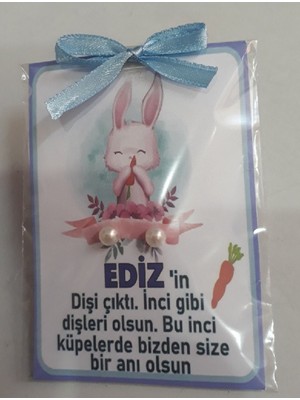 EDİZ 'in
Dişi çıktı. İnci gibi
dişleri olsun. Bu inci
küpelerde bizden size
bir anı olsun